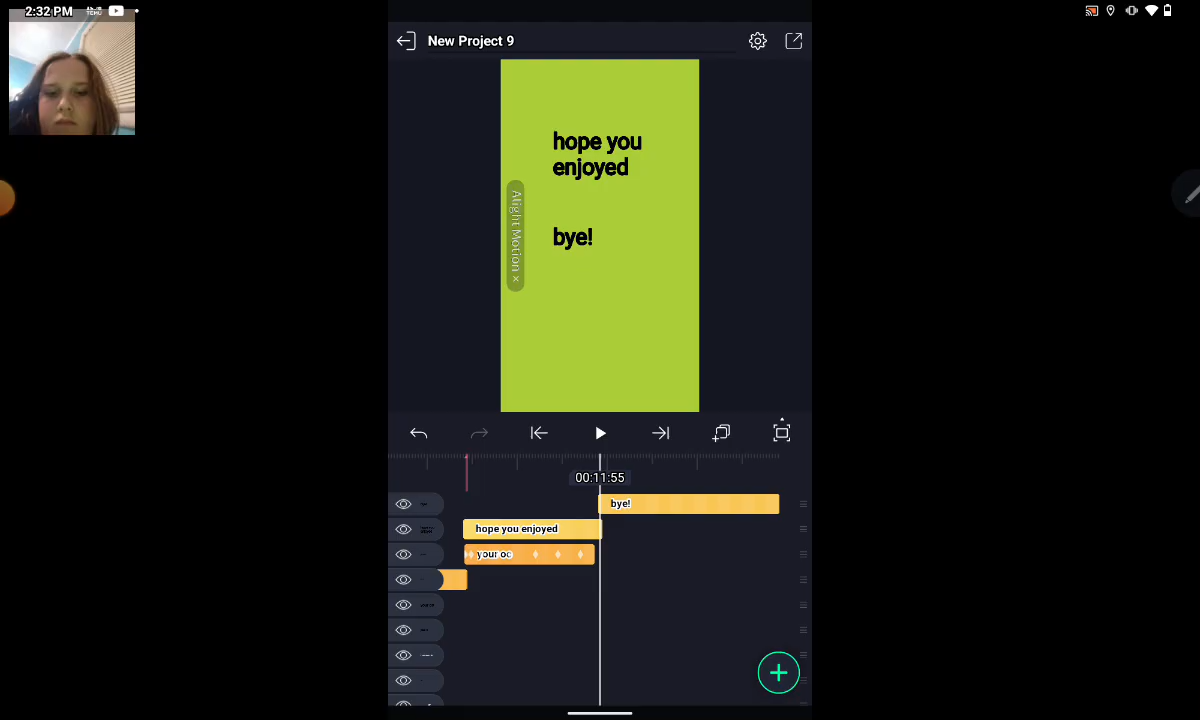 2:32 PM
New Project 9
hope you
enjoyed
Alight Motion ×
bye!
00:11:55
bye!
hope you enjoyed
your oc